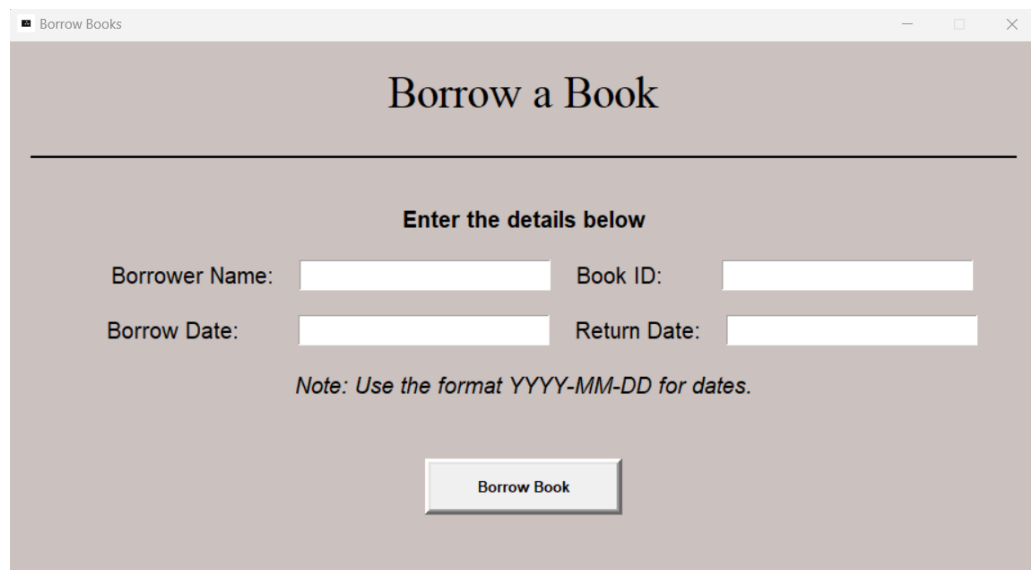 Borrow Books
Borrow a Book
Enter the details below
Borrower Name: Book ID:
Borrow Date: Return Date:
Note: Use the format YYYY-MM-DD for dates.
Borrow Book